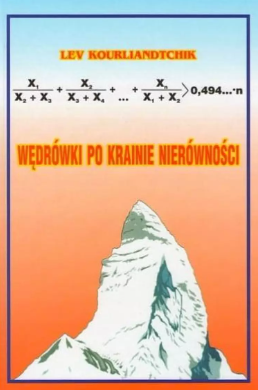 LEV KOURLIANDTCHIK
X₁/(X₂ + X₃) + X₂/(X₃ + X₄) + ... + Xₙ/(X₁ + X₂) > 0,494...·n
WĘDRÓWKI PO KRAINIE NIERÓWNOŚCI